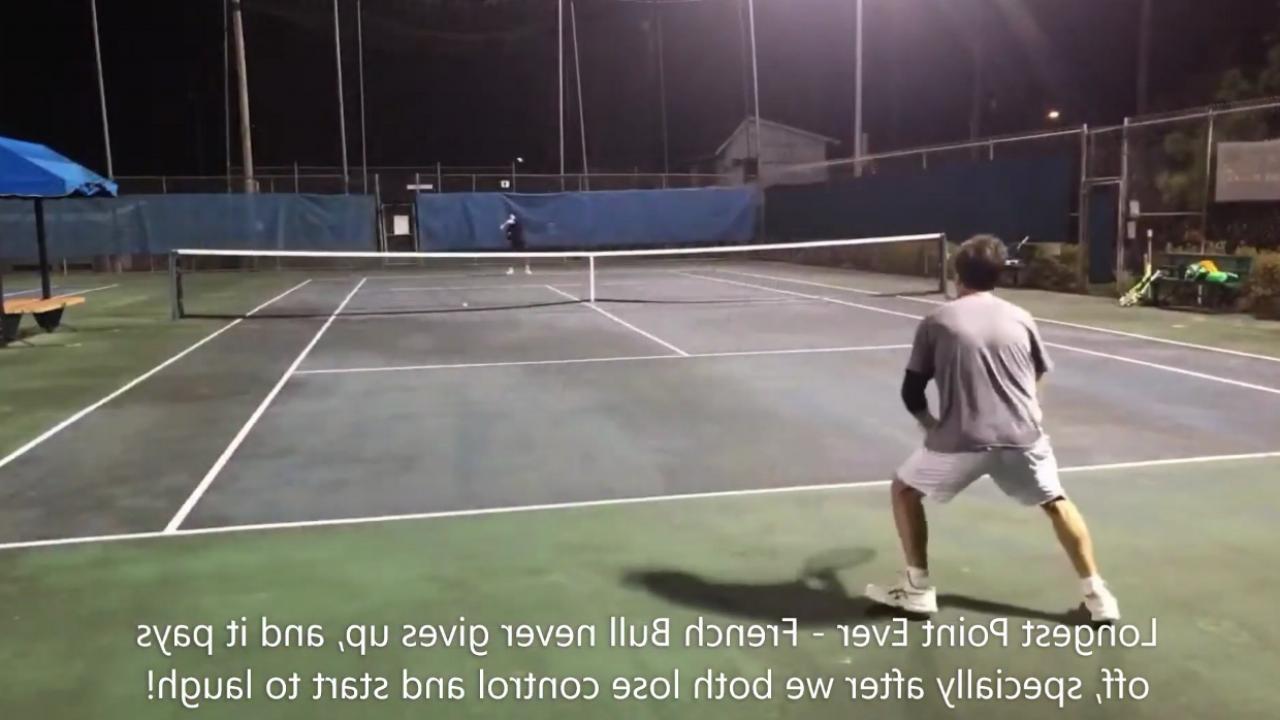 Longest Point Ever - French Bull never gives up, and it pays
off, specially after we both lose control and start to laugh!